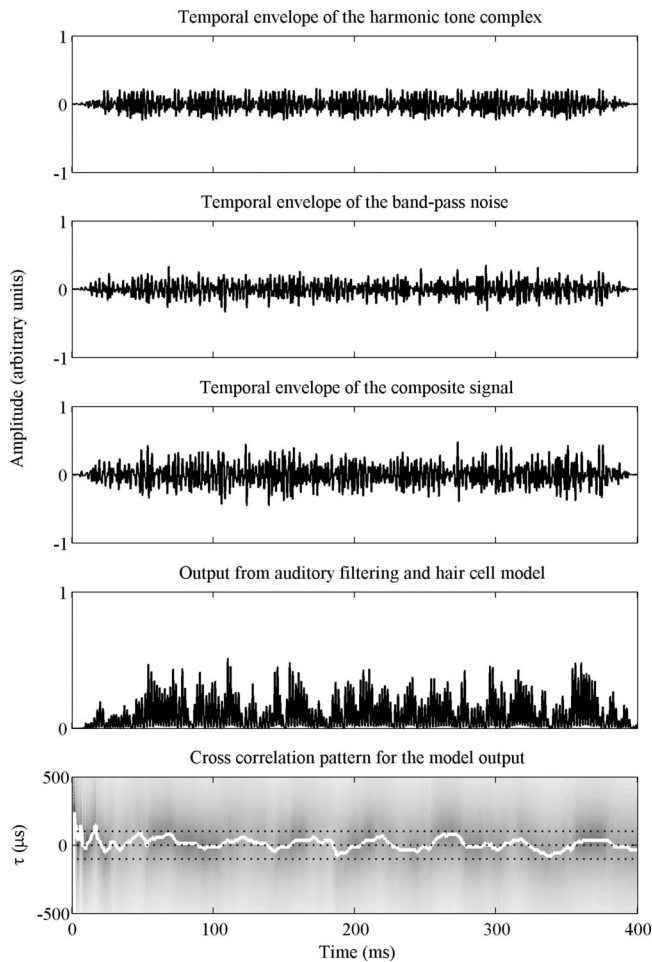 Temporal envelope of the harmonic tone complex
1
0
-1
Temporal envelope of the band-pass noise
1
0
-1
Amplitude (arbitrary units)
Temporal envelope of the composite signal
1
0
-1
Output from auditory filtering and hair cell model
1
0
Cross correlation pattern for the model output
500
0
-500
τ (μs)
0 100 200 300 400
Time (ms)